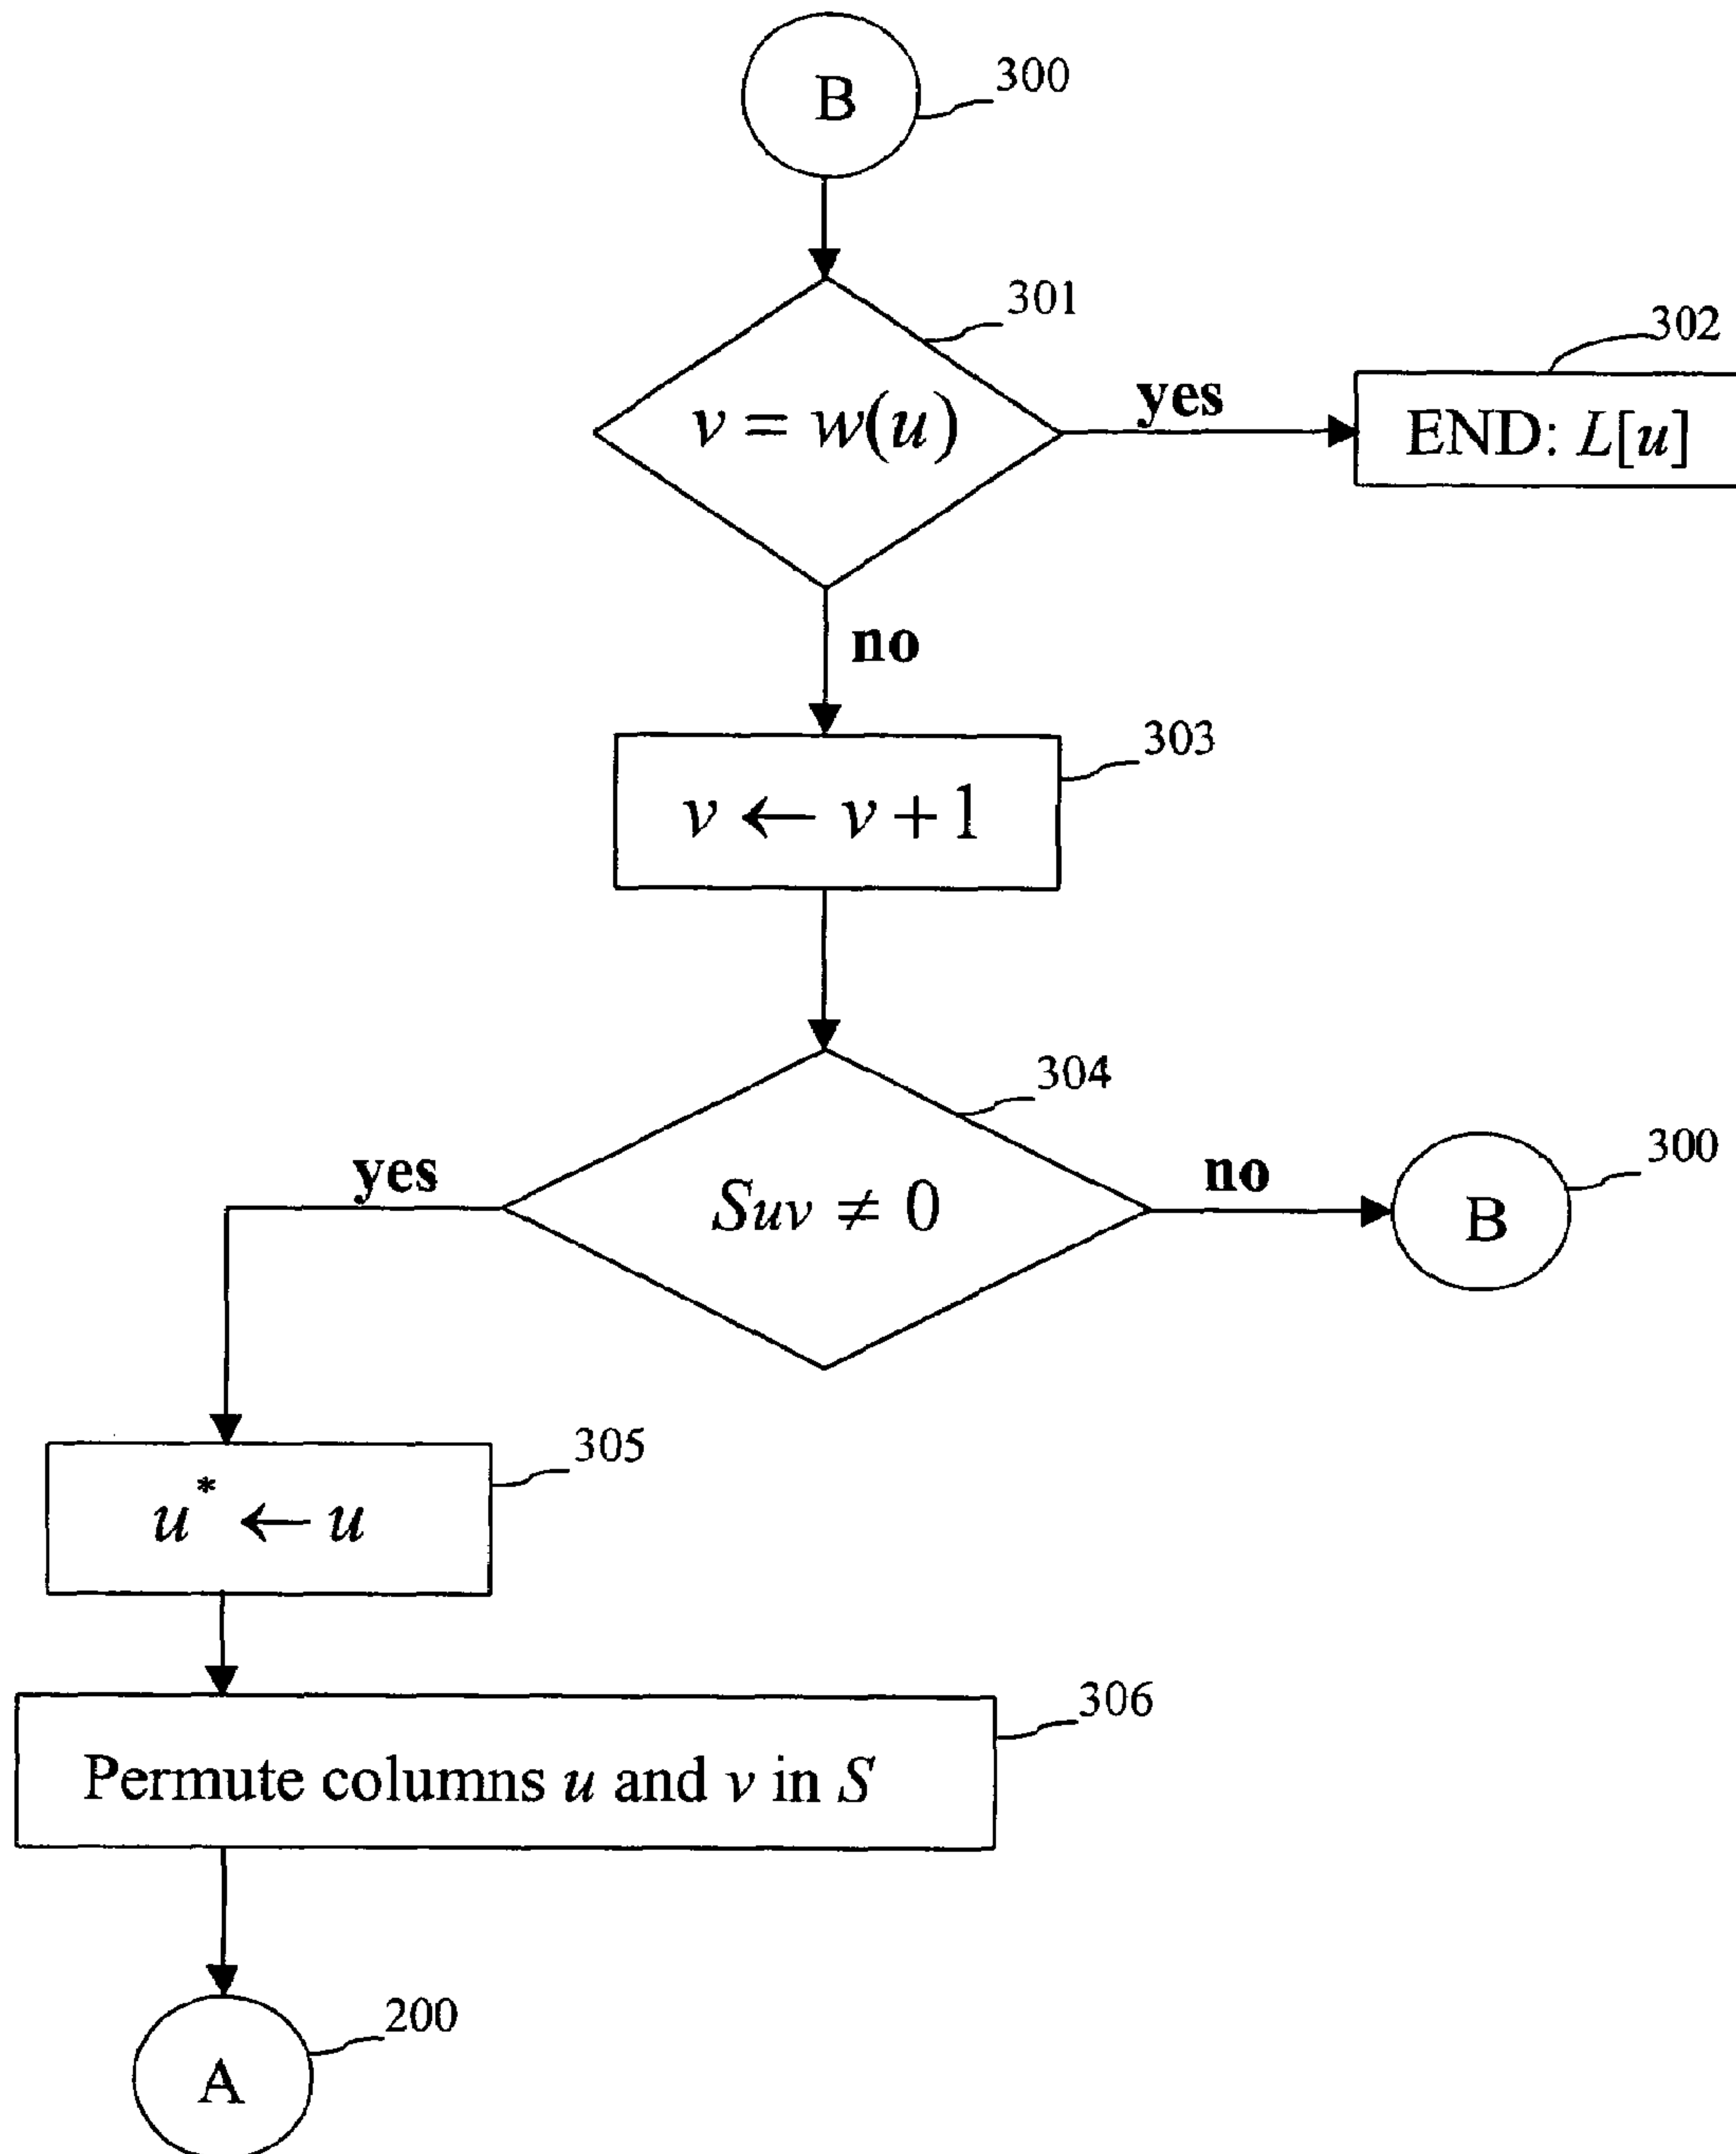 B
300
301
v = w(u)
yes
302
END: L[u]
no
303
v ← v + 1
304
yes
Suv ≠ 0
no
300
B
305
u* ← u
306
Permute columns u and v in S
200
A